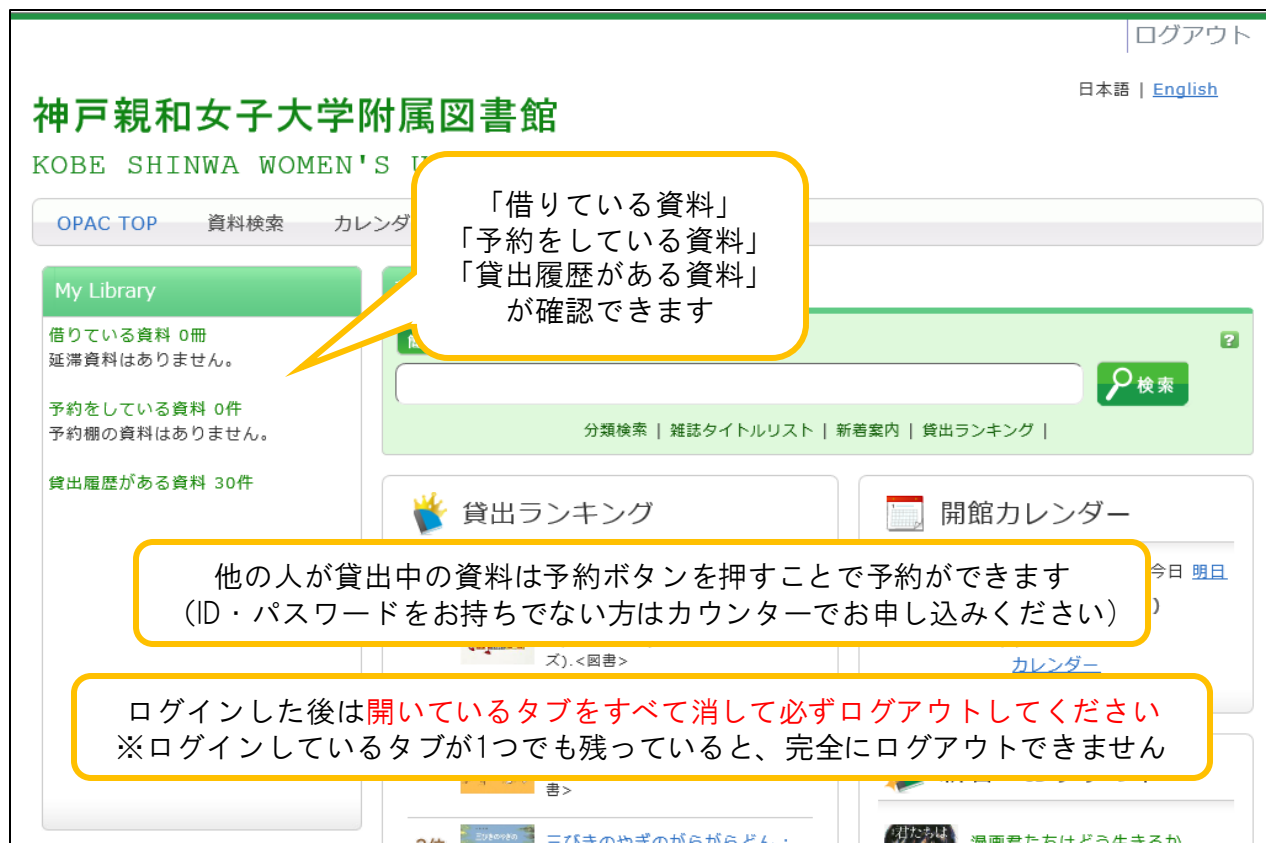 ログアウト
日本語 | English
神戸親和女子大学附属図書館
KOBE SHINWA WOMEN'S
OPAC TOP 資料検索 カレンダ
「借りている資料」
「予約をしている資料」
「貸出履歴がある資料」
が確認できます
My Library
借りている資料 0冊
延滞資料はありません。
予約をしている資料 0件
予約棚の資料はありません。
貸出履歴がある資料 30件
検索
分類検索 | 雑誌タイトルリスト | 新着案内 | 貸出ランキング |
貸出ランキング
開館カレンダー
今日 明日
他の人が貸出中の資料は予約ボタンを押すことで予約ができます
（ID・パスワードをお持ちでない方はカウンターでお申し込みください）
ズ).<図書>
カレンダー
ログインした後は開いているタブをすべて消して必ずログアウトしてください
※ログインしているタブが1つでも残っていると、完全にログアウトできません
書>
三びきのやぎのがらがらどん :
漫画君たちはどう生きるか